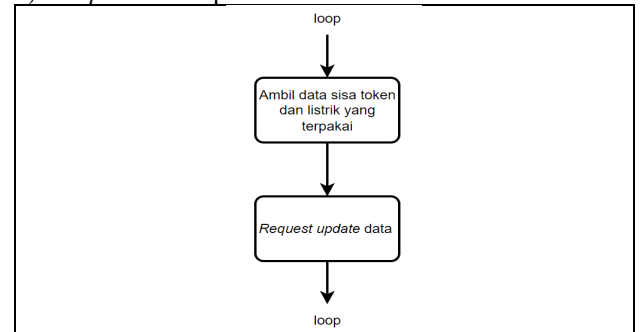 loop
Ambil data sisa token
dan listrik yang
terpakai
Request update data
loop